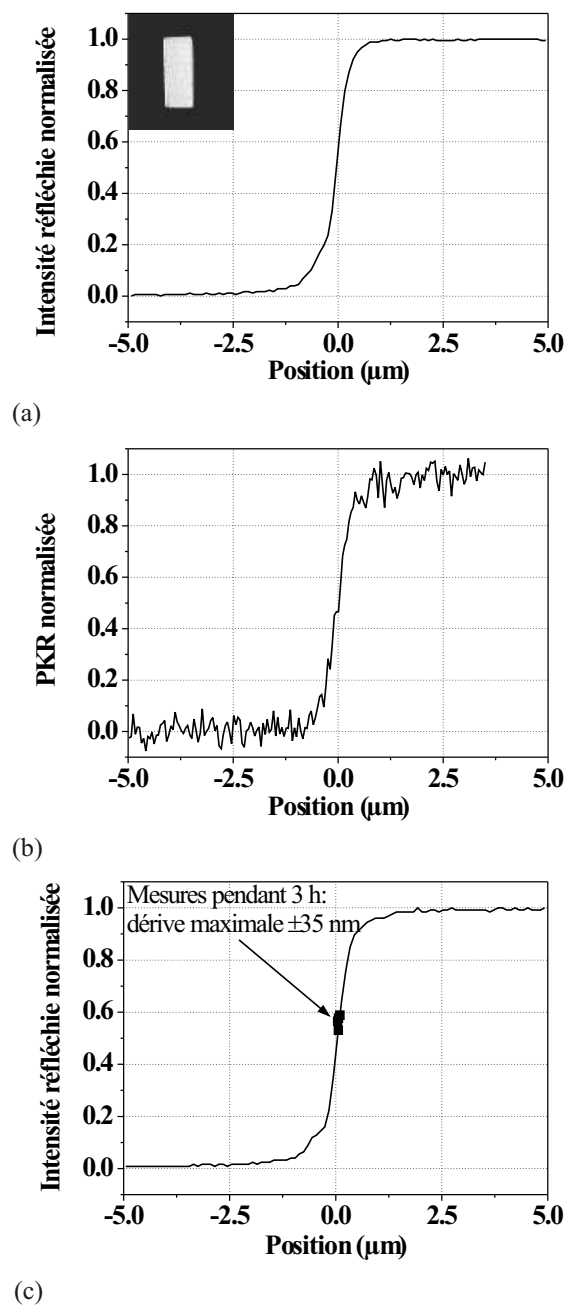 Intensité réfléchie normalisée
1.0
0.8
0.6
0.4
0.2
0.0
-5.0 -2.5 0.0 2.5 5.0
Position (µm)
(a)
PKR normalisée
1.0
0.8
0.6
0.4
0.2
0.0
-5.0 -2.5 0.0 2.5 5.0
Position (µm)
(b)
Intensité réfléchie normalisée
Mesures pendant 3 h:
dérive maximale ±35 nm
1.0
0.8
0.6
0.4
0.2
0.0
-5.0 -2.5 0.0 2.5 5.0
Position (µm)
(c)